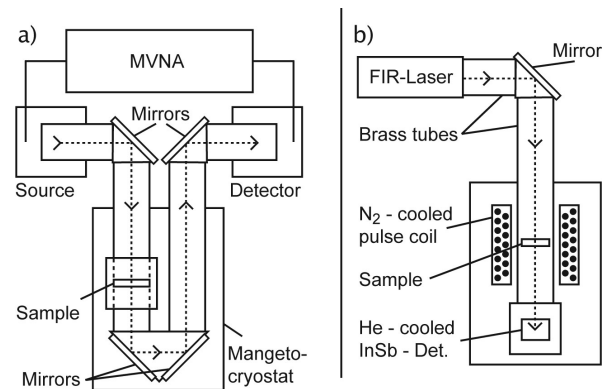 a)
MVNA
Mirrors
Source
Detector
Sample
Mirrors
Mangeto-
cryostat
b)
Mirror
FIR-Laser
Brass tubes
N2 - cooled
pulse coil
Sample
He - cooled
InSb - Det.